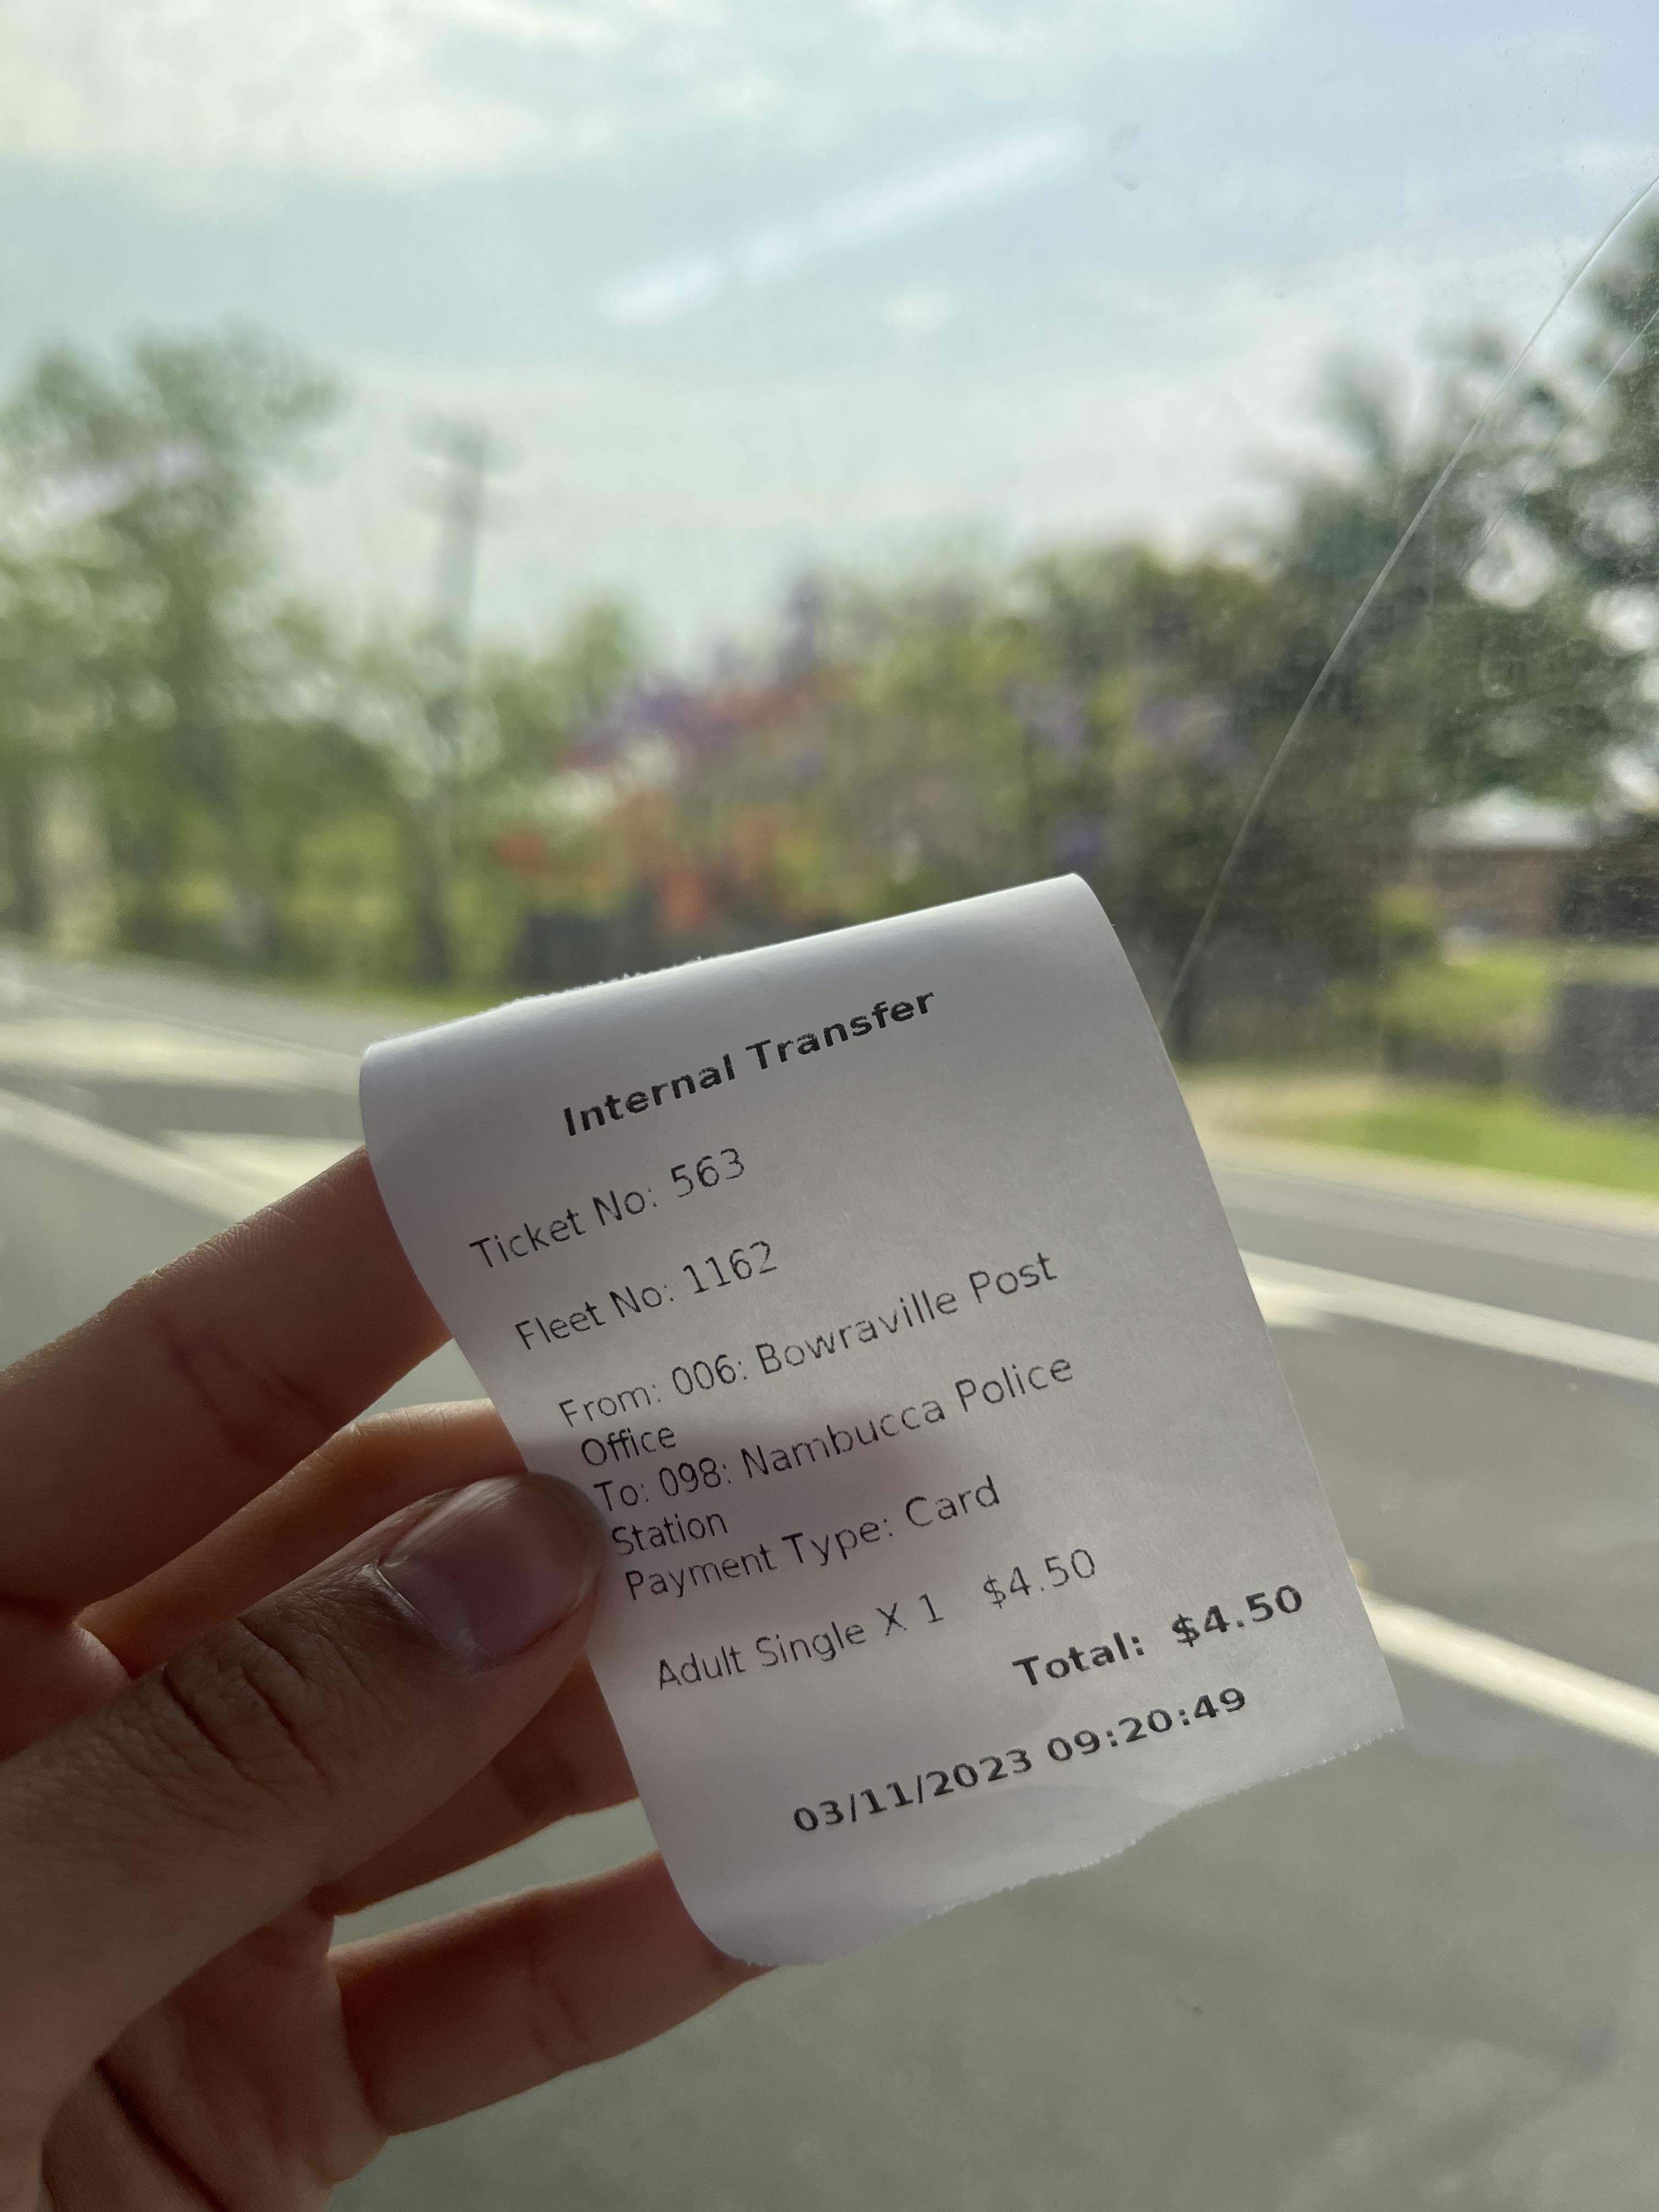 Internal Transfer
Ticket No: 563
Fleet No: 1162
From: 006: Bowraville Post
Office
To: 098: Nambucca Police
Station
Payment Type: Card
Adult Single X 1 $4.50
Total: $4.50
03/11/2023 09:20:49